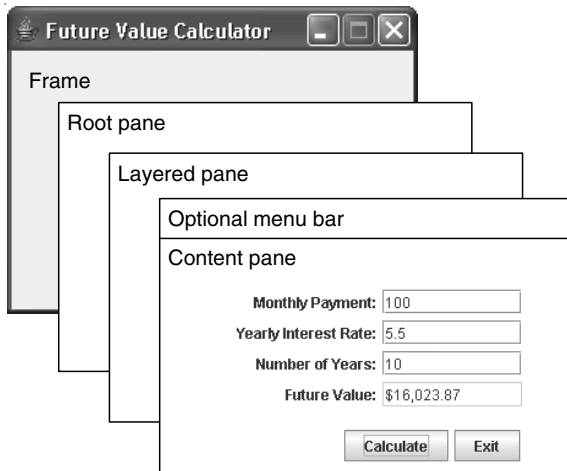 Future Value Calculator
Frame
Root pane
Layered pane
Optional menu bar
Content pane
Monthly Payment: 100
Yearly Interest Rate: 5.5
Number of Years: 10
Future Value: $16,023.87
Calculate Exit